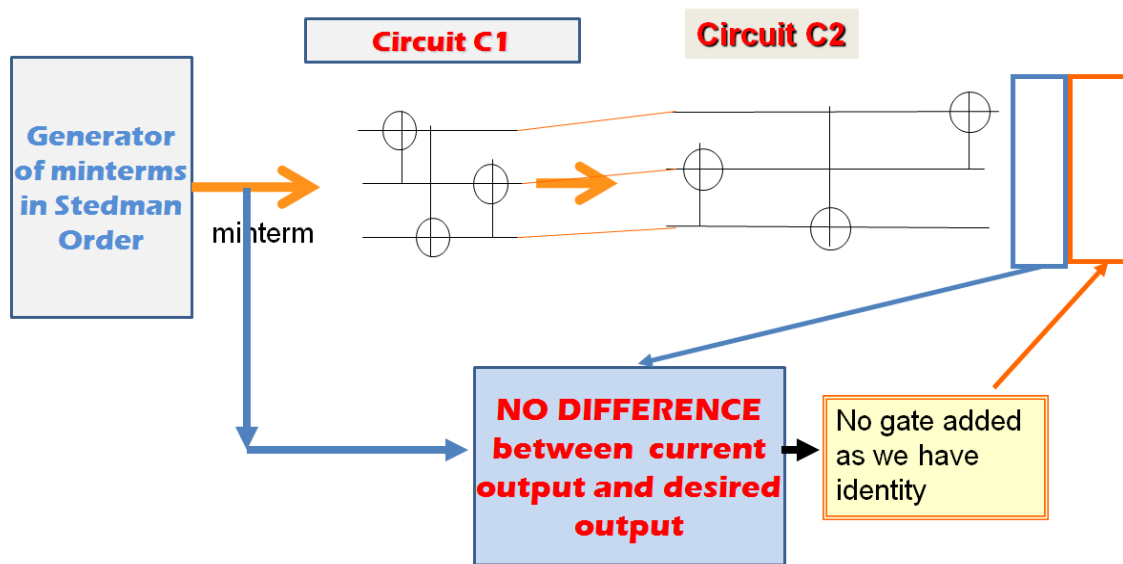 Circuit C1
Circuit C2
Generator
of minterms
in Stedman
Order
minterm
NO DIFFERENCE
between current
output and desired
output
No gate added
as we have
identity